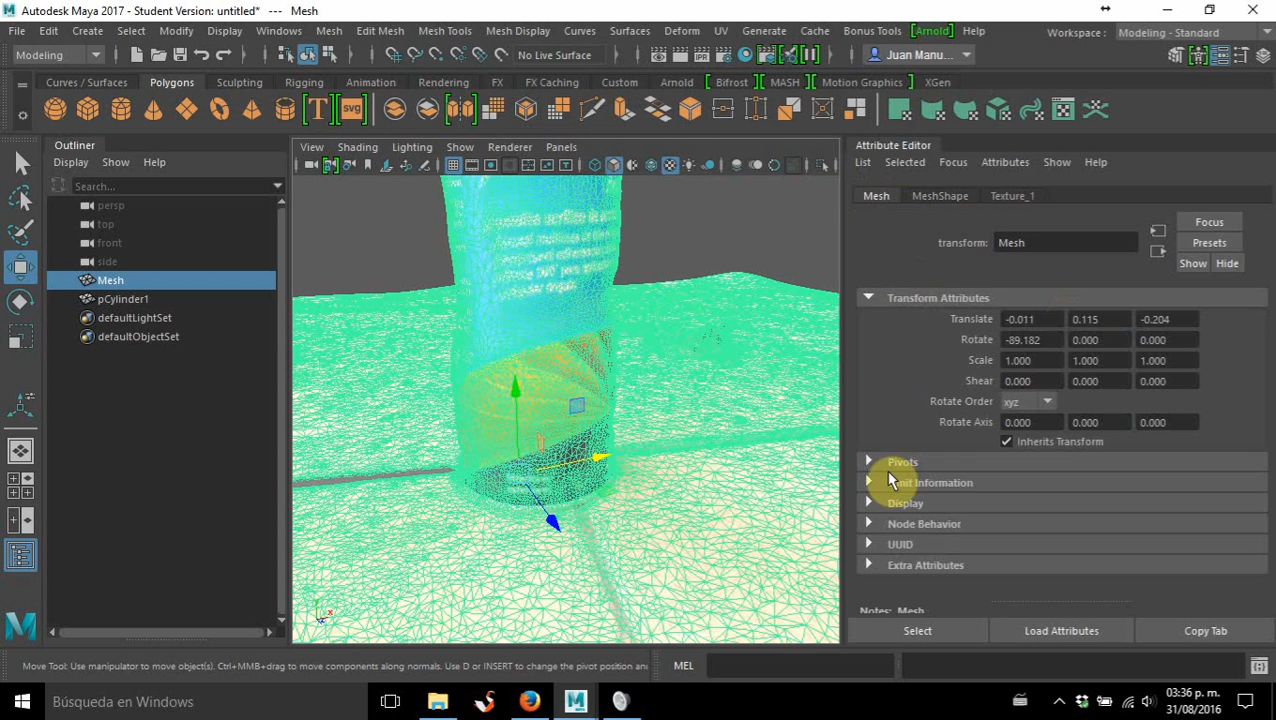 Autodesk Maya 2017 - Student Version: untitled* --- Mesh
File Edit Create Select Modify Display Windows Mesh Edit Mesh Mesh Tools Mesh Display Curves Surfaces Deform UV Generate Cache Bonus Tools [Arnold] Help Workspace : Modeling - Standard
Modeling No Live Surface Juan Manu...
Curves / Surfaces Polygons Sculpting Rigging Animation Rendering FX FX Caching Custom Arnold Bifrost MASH Motion Graphics XGen
T svg
Outliner
Display Show Help
Search...
persp
top
front
side
Mesh
pCylinder1
defaultLightSet
defaultObjectSet
View Shading Lighting Show Renderer Panels
Attribute Editor
List Selected Focus Attributes Show Help
Mesh MeshShape Texture_1
Focus
transform: Mesh Presets
Show Hide
Transform Attributes
Translate -0.011 0.115 -0.204
Rotate -89.182 0.000 0.000
Scale 1.000 1.000 1.000
Shear 0.000 0.000 0.000
Rotate Order xyz
Rotate Axis 0.000 0.000 0.000
Inherits Transform
Pivots
Limit Information
Display
Node Behavior
UUID
Extra Attributes
Notes: Mesh
Select Load Attributes Copy Tab
Move Tool: Use manipulator to move object(s). Ctrl+MMB+drag to move components along normals. Use D or INSERT to change the pivot position an
MEL
Búsqueda en Windows
03:36 p. m.
31/08/2016